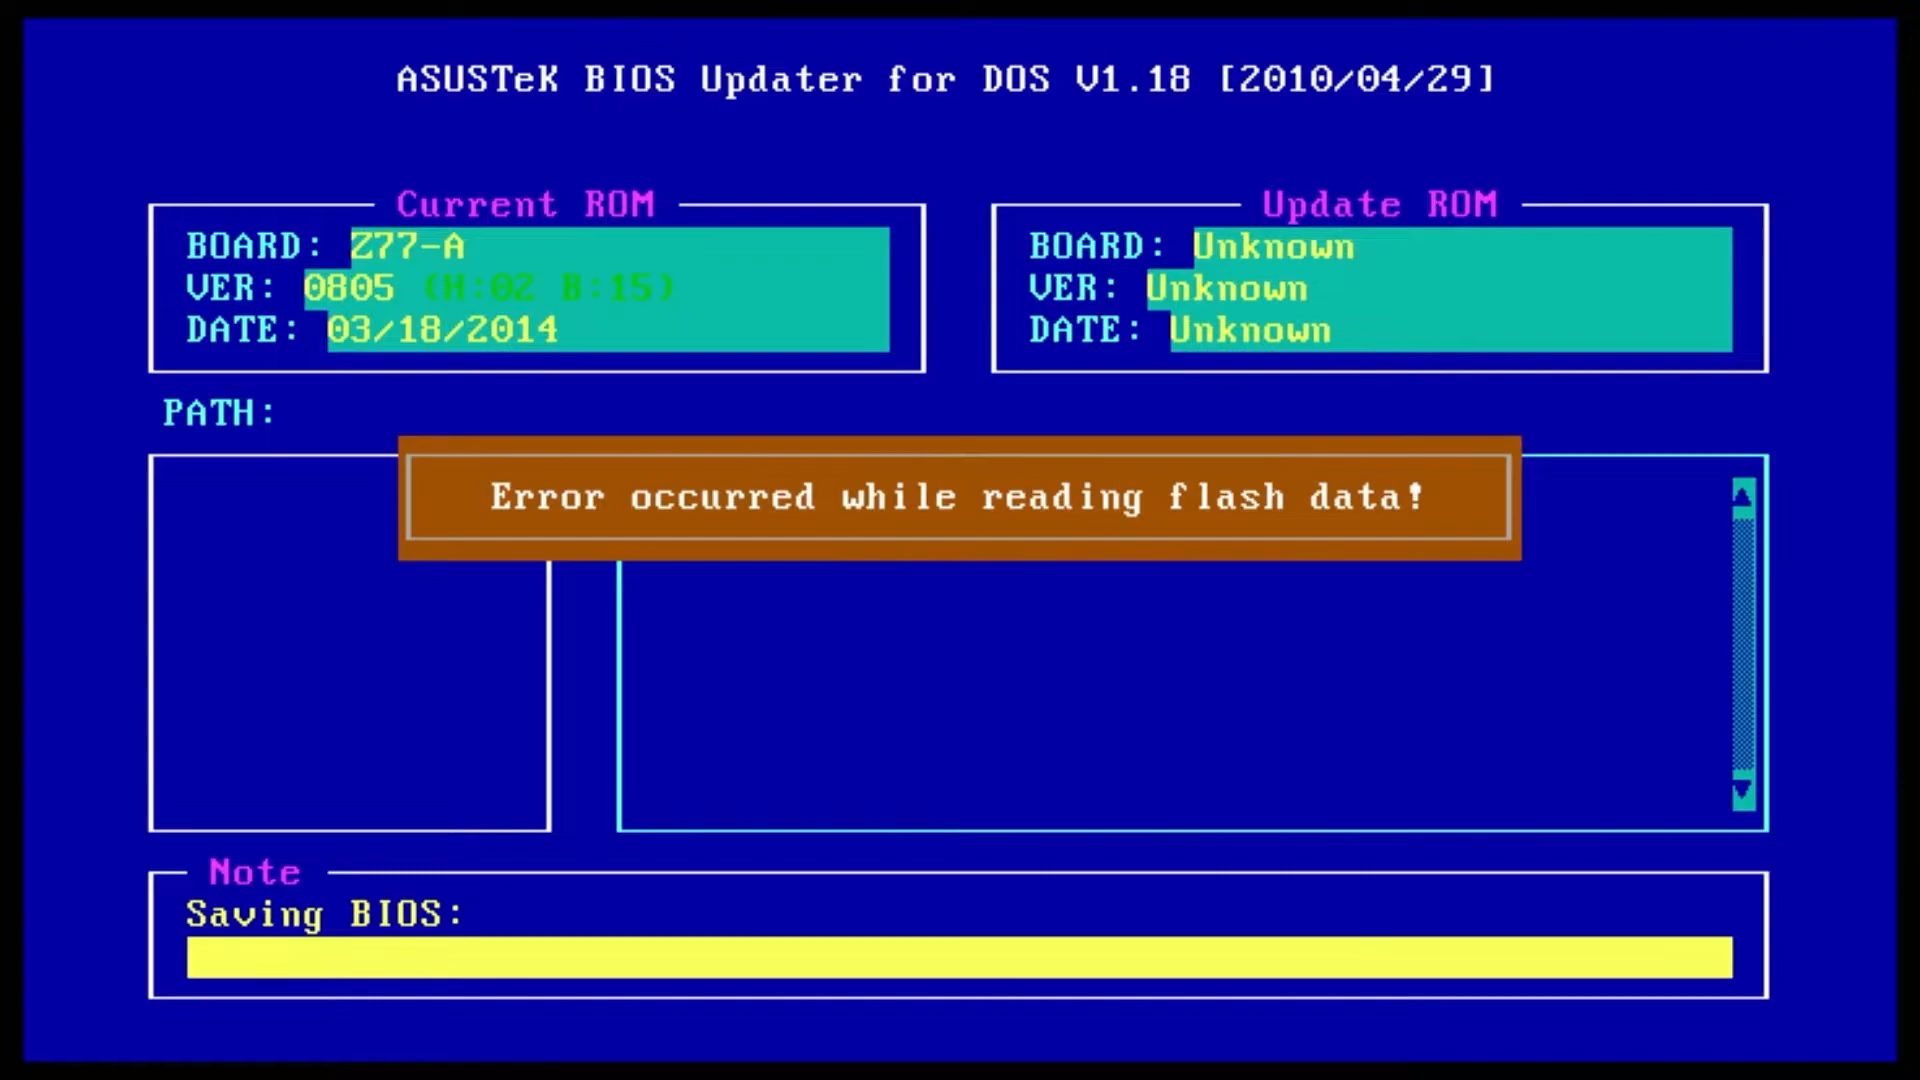 ASUSTeK BIOS Updater for DOS V1.18 [2010/04/29]
Current ROM
BOARD: Z77-A
VER: 0805 (H:02 B:15)
DATE: 03/18/2014
Update ROM
BOARD: Unknown
VER: Unknown
DATE: Unknown
PATH:
Error occurred while reading flash data!
Note
Saving BIOS: